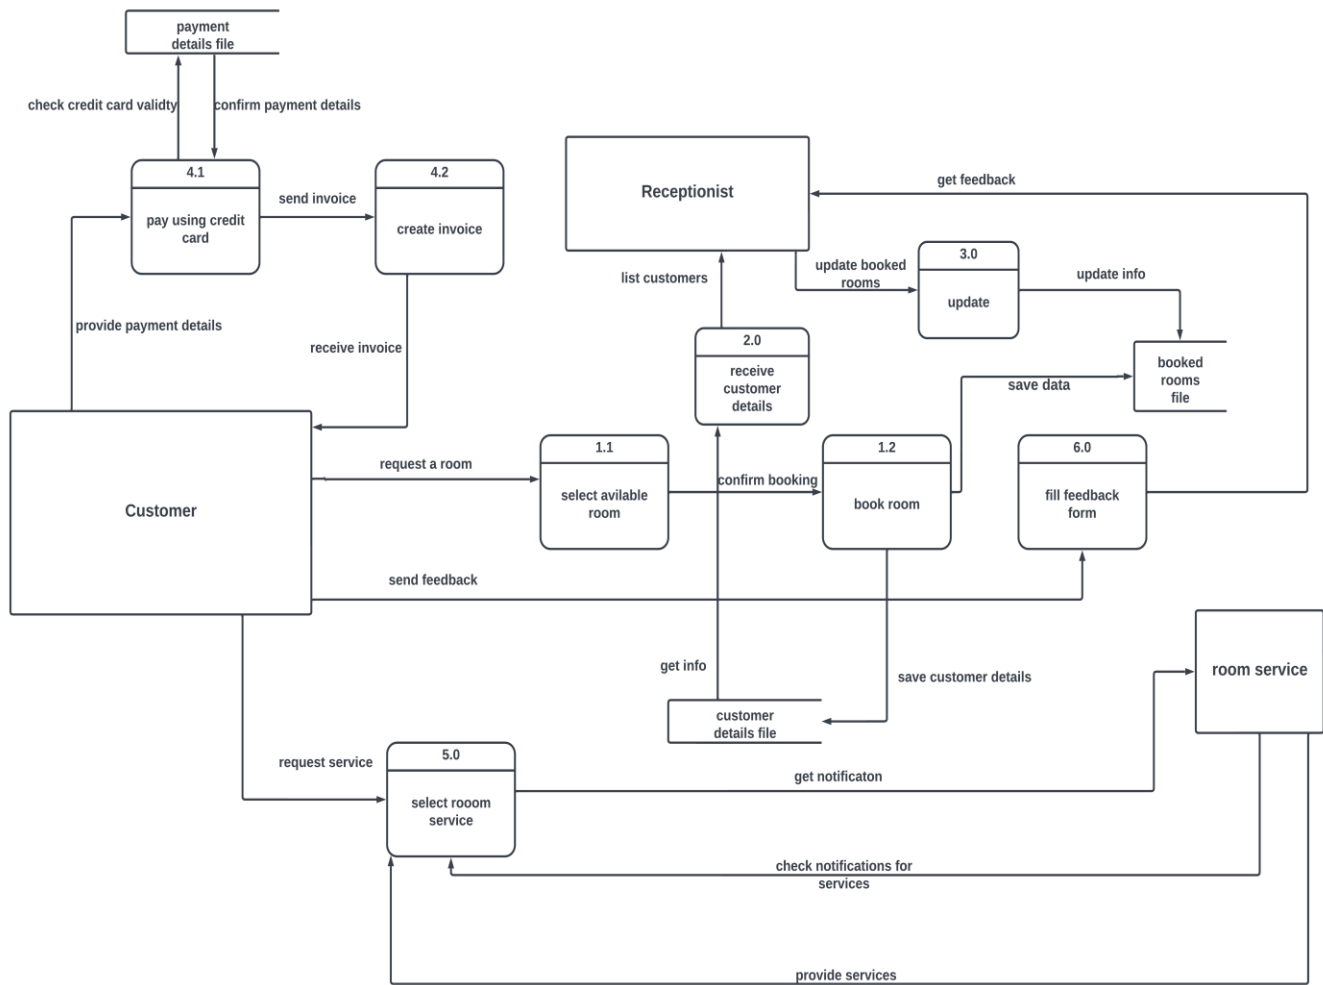 payment
details file
check credit card validty
confirm payment details
4.1
pay using credit
card
send invoice
4.2
create invoice
Receptionist
get feedback
list customers
update booked
rooms
3.0
update
update info
provide payment details
receive invoice
2.0
receive
customer
details
booked
rooms
file
save data
Customer
request a room
1.1
select avilable
room
confirm booking
1.2
book room
6.0
fill feedback
form
send feedback
get info
save customer details
room service
customer
details file
request service
5.0
select rooom
service
get notificaton
check notifications for
services
provide services